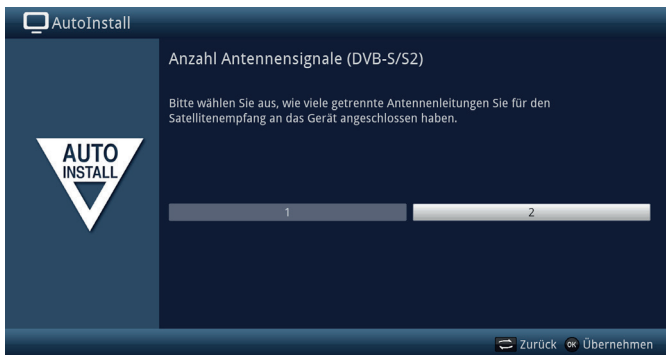 AutoInstall
Anzahl Antennensignale (DVB-S/S2)
Bitte wählen Sie aus, wie viele getrennte Antennenleitungen Sie für den
Satellitenempfang an das Gerät angeschlossen haben.
AUTO
INSTALL
1
2
Zurück OK Übernehmen